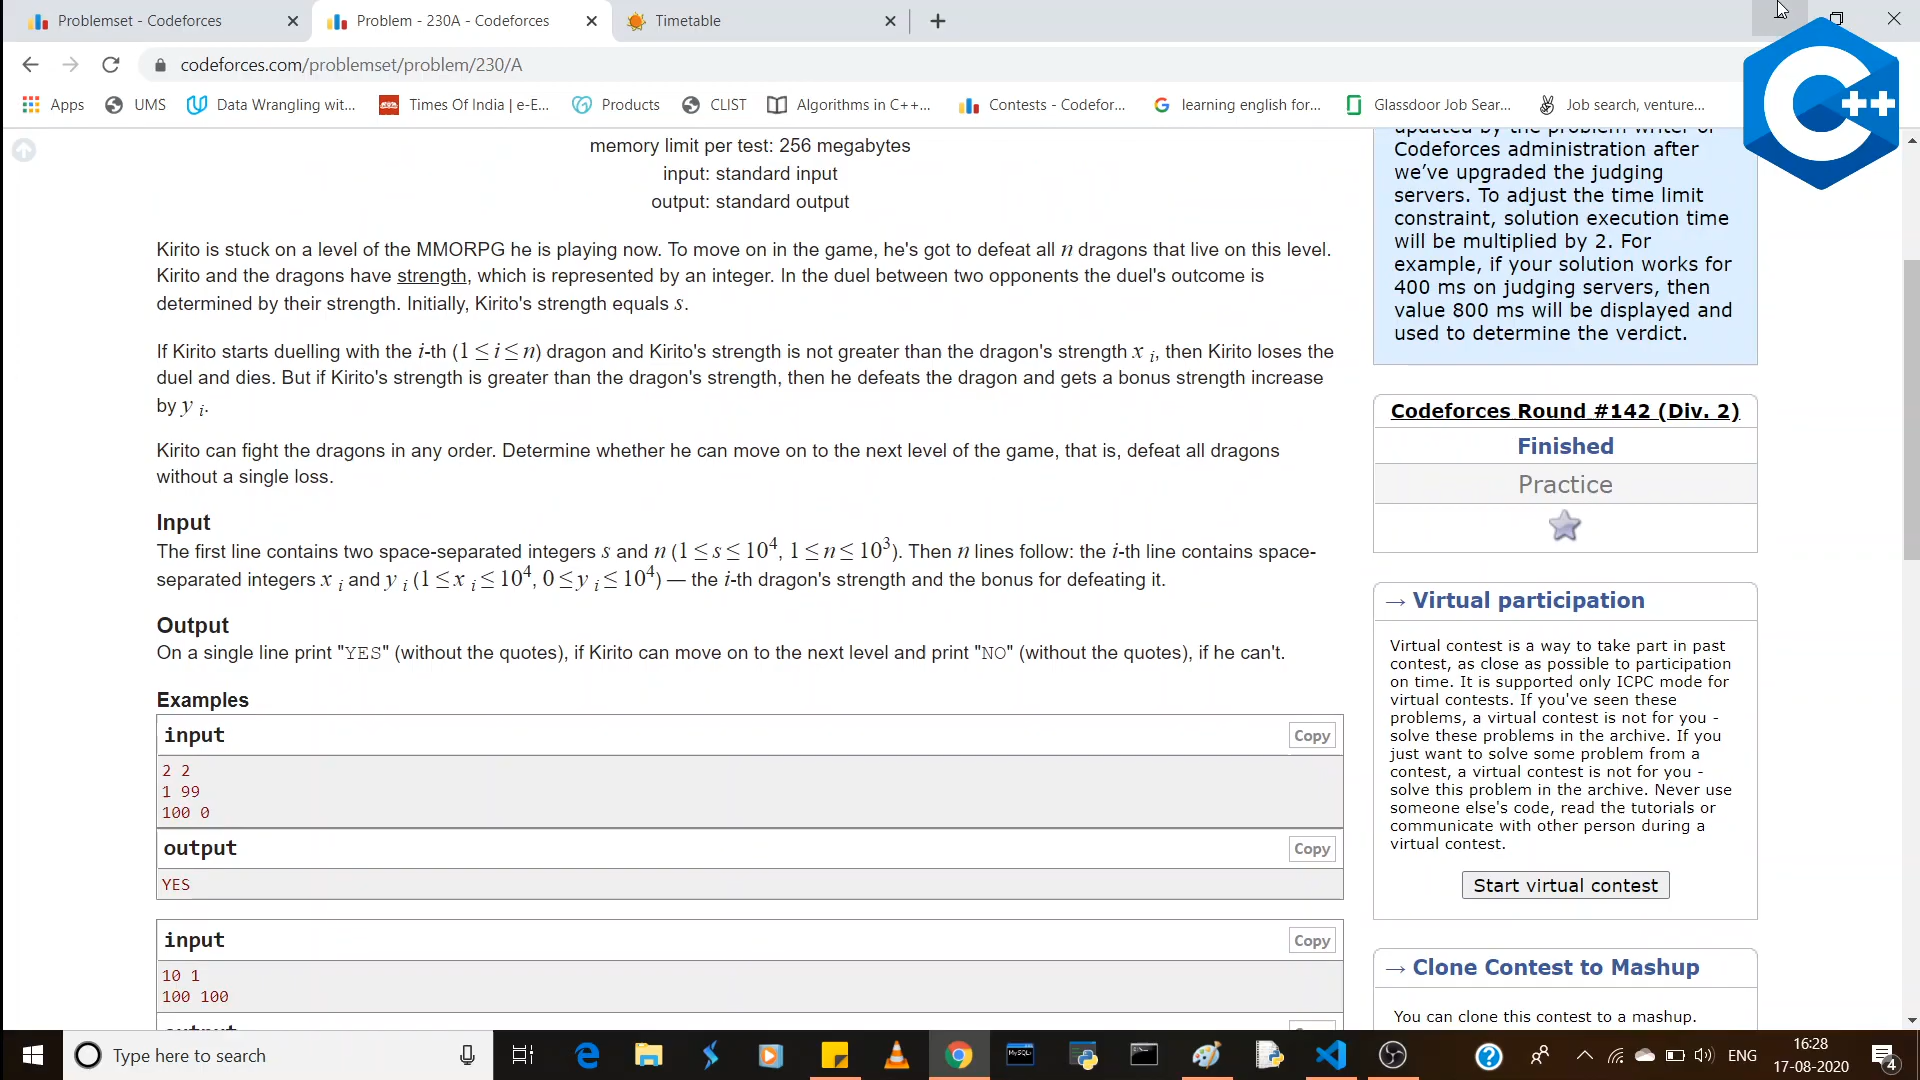 Problemset - Codeforces
Problem - 230A - Codeforces
Timetable
codeforces.com/problemset/problem/230/A
Apps
UMS
Data Wrangling wit...
Times Of India | e-E...
Products
CLIST
Algorithms in C++...
Contests - Codefor...
learning english for...
Glassdoor Job Sear...
Job search, venture...
C++
memory limit per test: 256 megabytes
input: standard input
output: standard output
Kirito is stuck on a level of the MMORPG he is playing now. To move on in the game, he's got to defeat all n dragons that live on this level.
Kirito and the dragons have strength, which is represented by an integer. In the duel between two opponents the duel's outcome is
determined by their strength. Initially, Kirito's strength equals s.
If Kirito starts duelling with the i-th (1 ≤ i ≤ n) dragon and Kirito's strength is not greater than the dragon's strength x i, then Kirito loses the
duel and dies. But if Kirito's strength is greater than the dragon's strength, then he defeats the dragon and gets a bonus strength increase
by y i.
Kirito can fight the dragons in any order. Determine whether he can move on to the next level of the game, that is, defeat all dragons
without a single loss.
Input
The first line contains two space-separated integers s and n (1 ≤ s ≤ 10⁴, 1 ≤ n ≤ 10³). Then n lines follow: the i-th line contains space-
separated integers x i and y i (1 ≤ x i ≤ 10⁴, 0 ≤ y i ≤ 10⁴) — the i-th dragon's strength and the bonus for defeating it.
Output
On a single line print "YES" (without the quotes), if Kirito can move on to the next level and print "NO" (without the quotes), if he can't.
Examples
input
Copy
2 2
1 99
100 0
output
Copy
YES
input
Copy
10 1
100 100
output
updated by the problem writer or
Codeforces administration after
we've upgraded the judging
servers. To adjust the time limit
constraint, solution execution time
will be multiplied by 2. For
example, if your solution works for
400 ms on judging servers, then
value 800 ms will be displayed and
used to determine the verdict.
Codeforces Round #142 (Div. 2)
Finished
Practice
→ Virtual participation
Virtual contest is a way to take part in past
contest, as close as possible to participation
on time. It is supported only ICPC mode for
virtual contests. If you've seen these
problems, a virtual contest is not for you -
solve these problems in the archive. If you
just want to solve some problem from a
contest, a virtual contest is not for you -
solve this problem in the archive. Never use
someone else's code, read the tutorials or
communicate with other person during a
virtual contest.
Start virtual contest
→ Clone Contest to Mashup
You can clone this contest to a mashup.
Type here to search
MySQL
ENG
16:28
17-08-2020
4